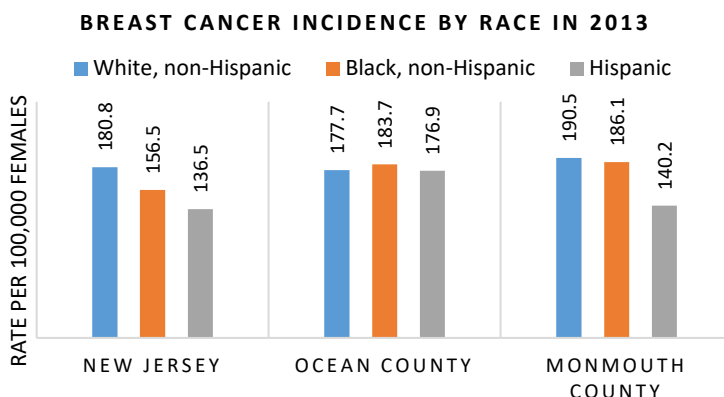 BREAST CANCER INCIDENCE BY RACE IN 2013
White, non-Hispanic Black, non-Hispanic Hispanic
RATE PER 100,000 FEMALES
180.8
156.5
136.5
177.7
183.7
176.9
190.5
186.1
140.2
NEW JERSEY
OCEAN COUNTY
MONMOUTH
COUNTY